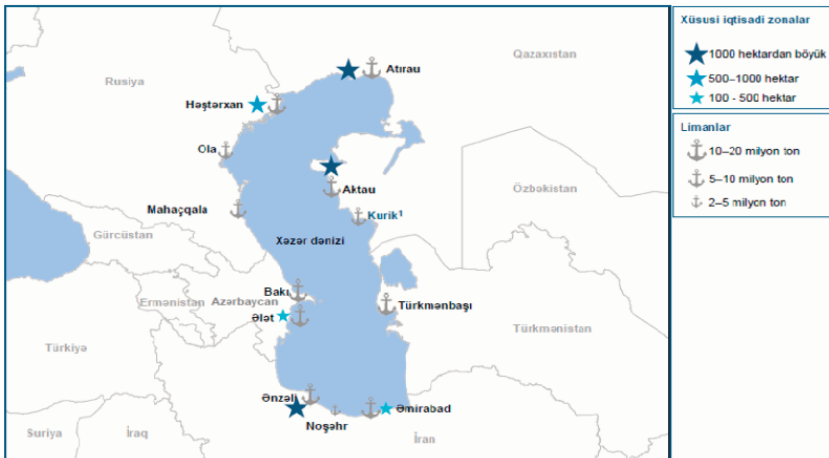 Xüsusi iqtisadi zonalar
1000 hektardan böyük
500–1000 hektar
100 - 500 hektar
Limanlar
10–20 milyon ton
5–10 milyon ton
2–5 milyon ton
Qazaxıstan
Atırau
Rusiya
Həştərxan
Ola
Aktau
Özbəkistan
Mahaçqala
Kurik¹
Gürcüstan
Xəzər dənizi
Bakı
Ermənistan
Azərbaycan
Türkmənbaşı
Ələt
Türkmənistan
Türkiyə
Ənzəli
Əmirabad
Noşəhr
Suriya
İraq
İran